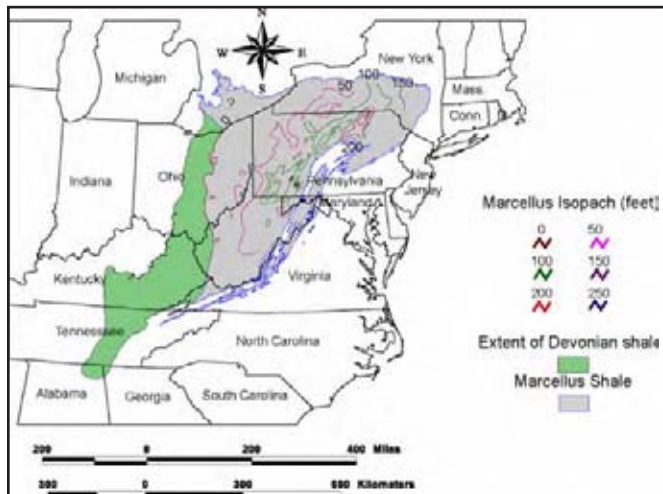 N
W
E
S
New York
Michigan
50
100
150
Mass.
?
0
Conn.
200
Ohio
Pennsylvania
New
Jersey
Indiana
Maryland
Marcellus Isopach (feet)
0 50
100 150
200 250
Virginia
Kentucky
Extent of Devonian shale
Marcellus Shale
Tennessee
North Carolina
Alabama
Georgia
South Carolina
200 0 200 400 Miles
300 0 300 600 Kilometers